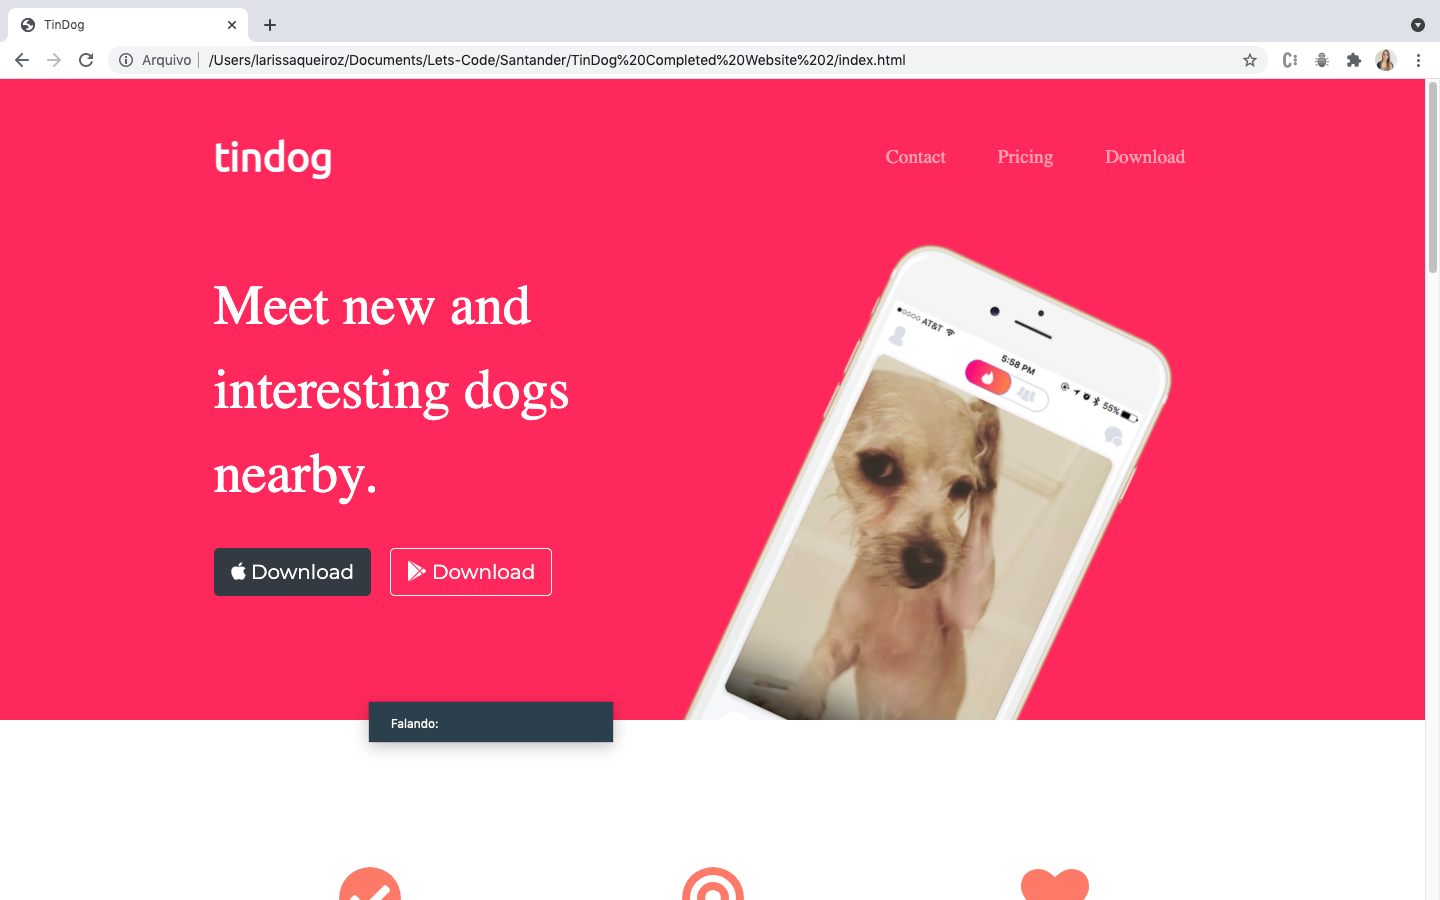 TinDog
Arquivo /Users/larissaqueiroz/Documents/Lets-Code/Santander/TinDog%20Completed%20Website%202/index.html
tindog
Contact Pricing Download
Meet new and
interesting dogs
nearby.
Download Download
AT&T
5:58 PM
55%
Falando: